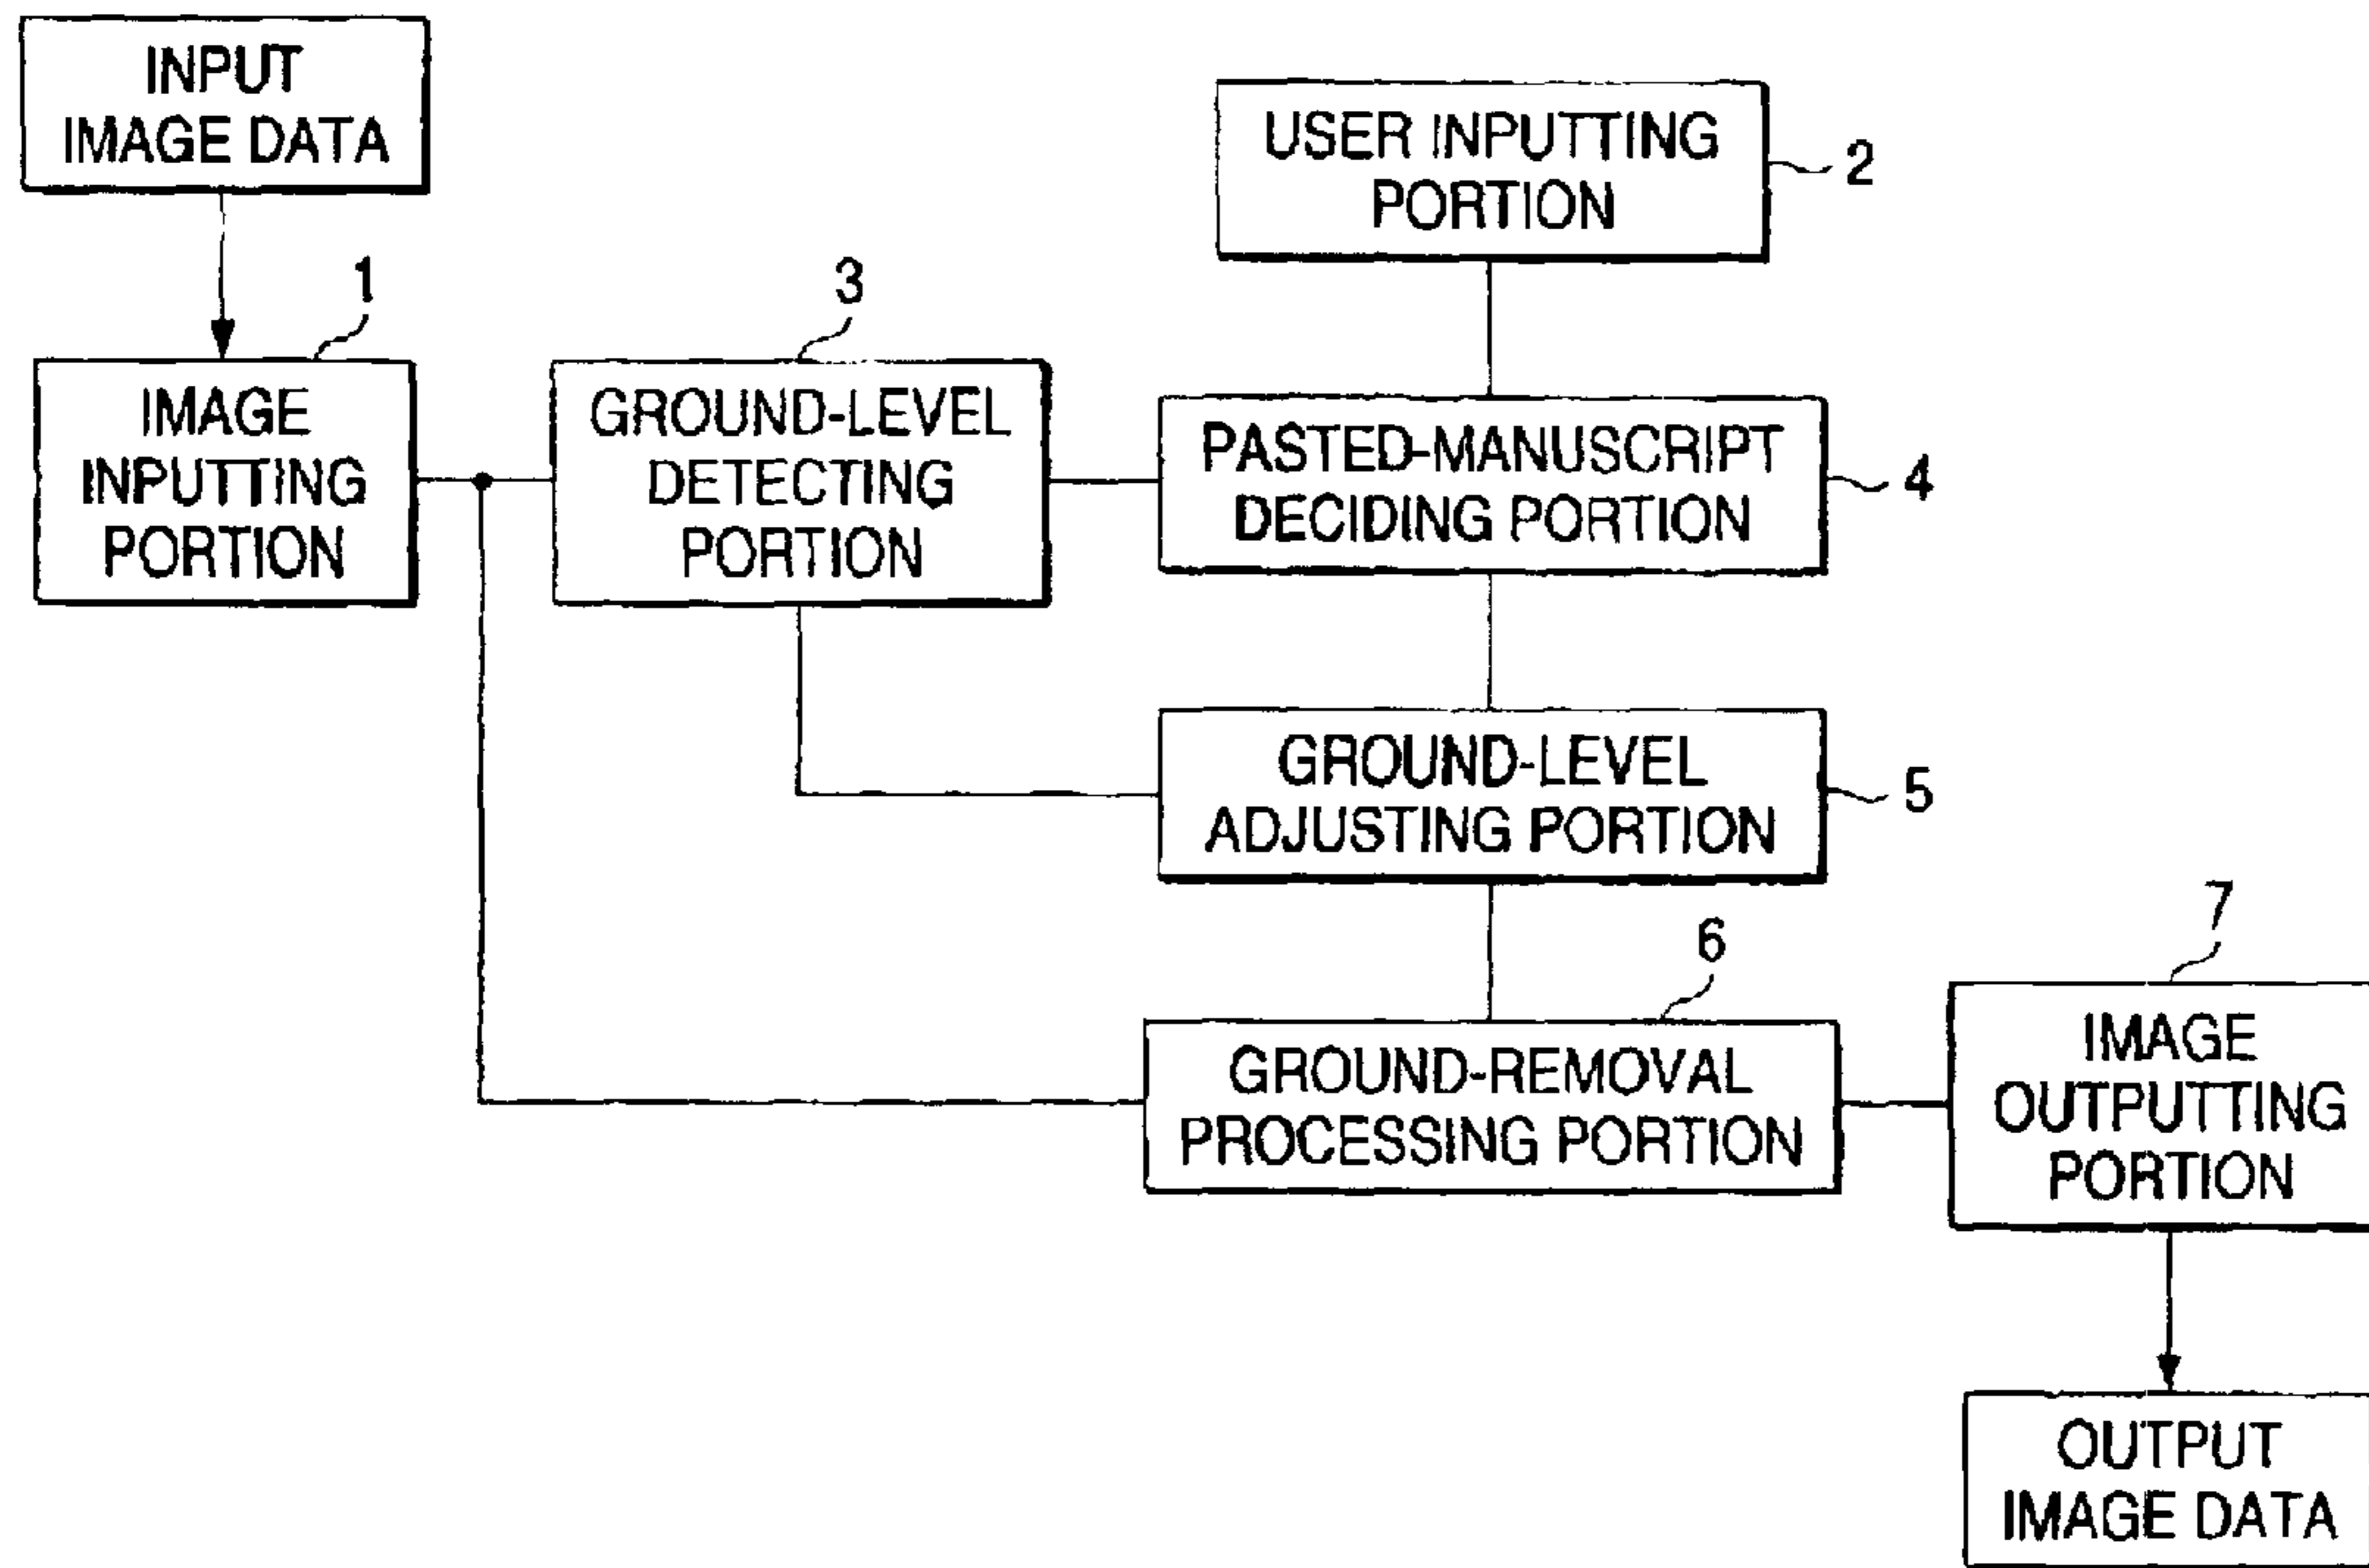 INPUT
IMAGE DATA
USER INPUTTING
PORTION
2
1
3
IMAGE
INPUTTING
PORTION
GROUND-LEVEL
DETECTING
PORTION
PASTED-MANUSCRIPT
DECIDING PORTION
4
GROUND-LEVEL
ADJUSTING PORTION
5
6
7
GROUND-REMOVAL
PROCESSING PORTION
IMAGE
OUTPUTTING
PORTION
OUTPUT
IMAGE DATA